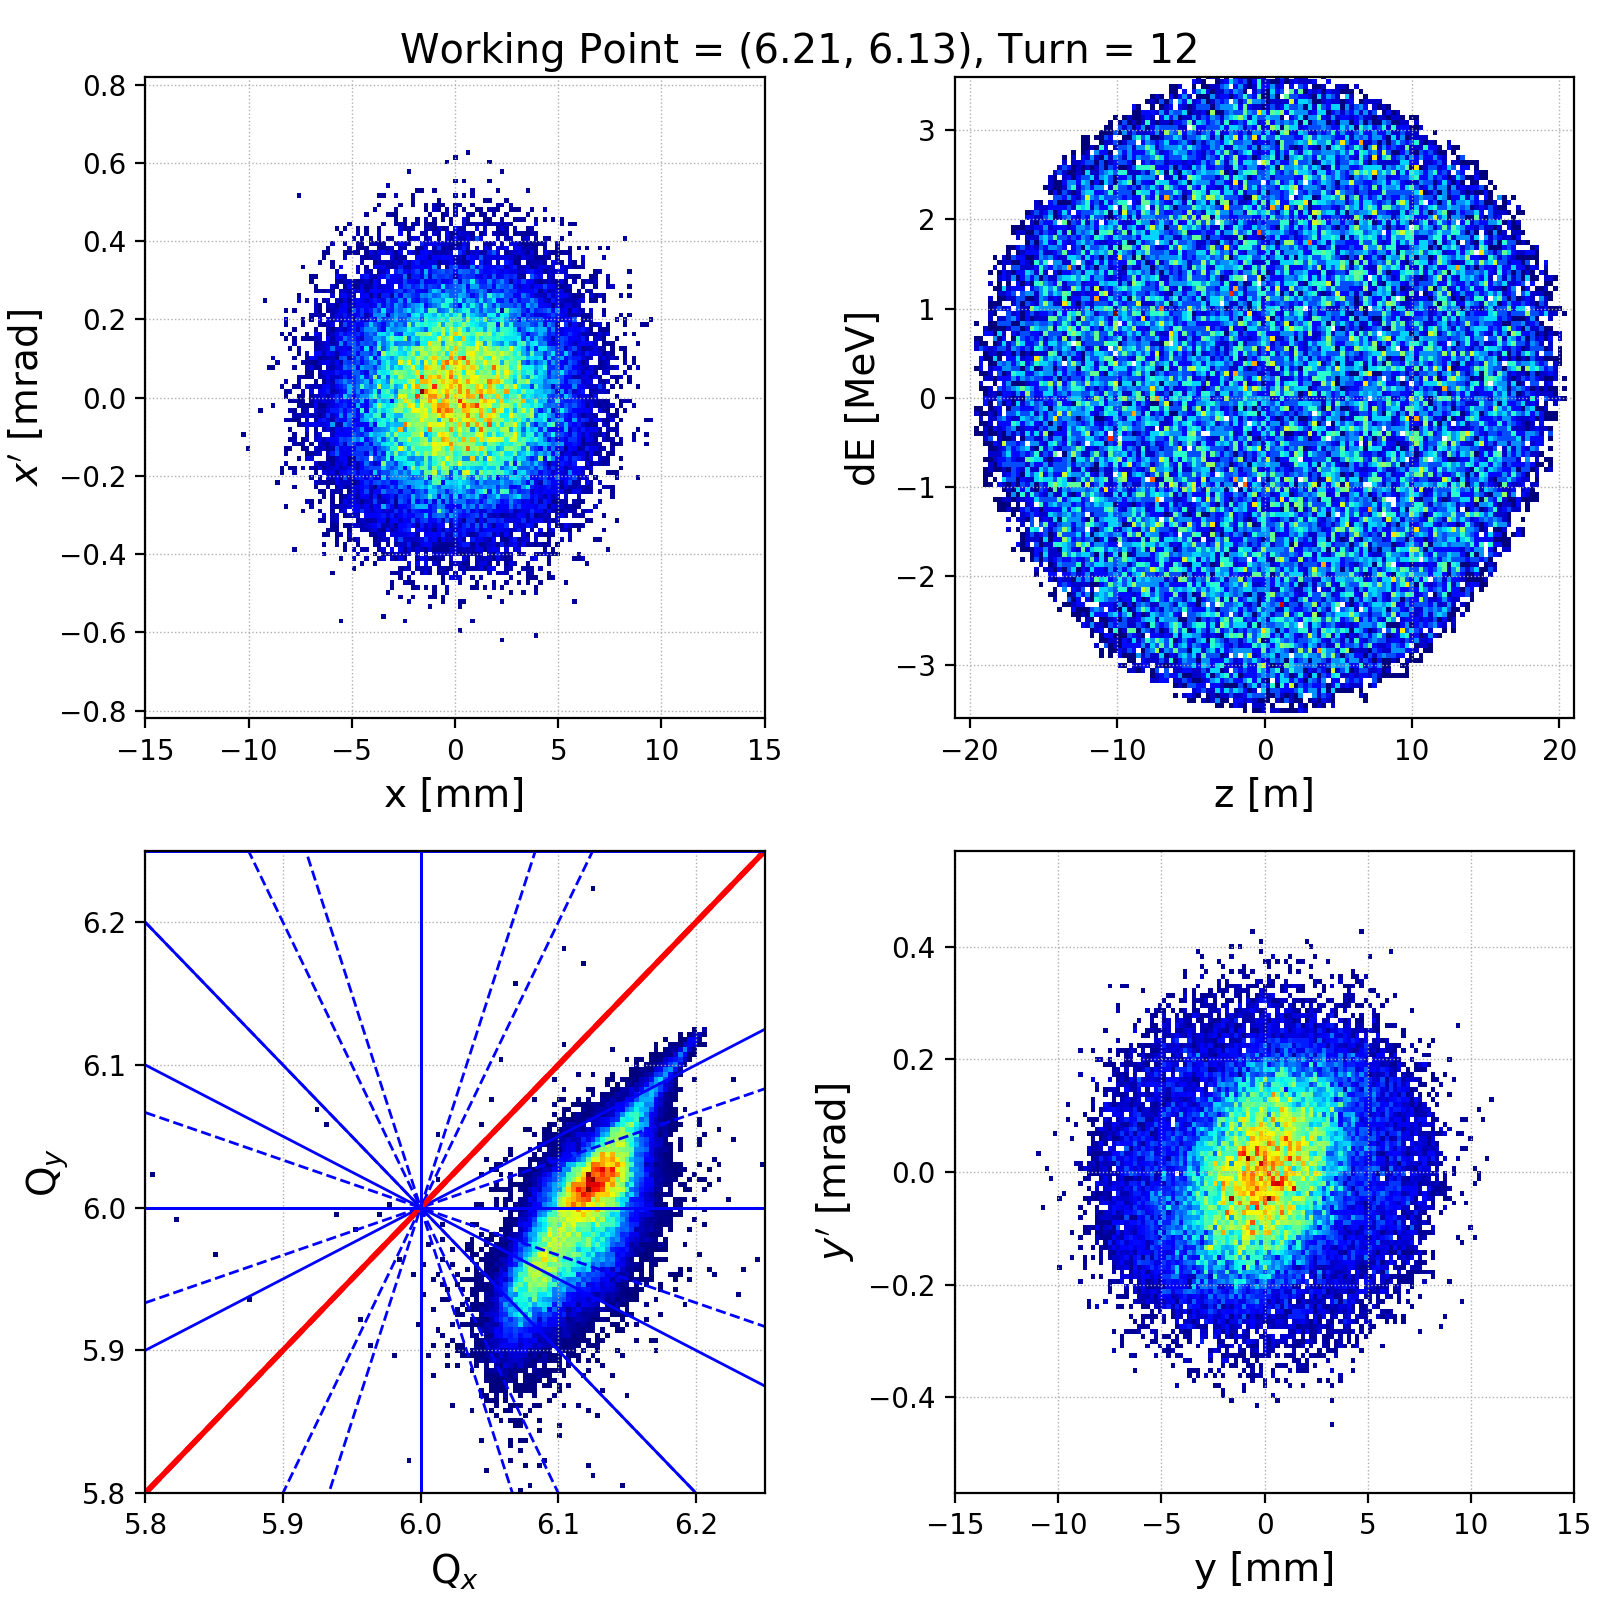 Working Point = (6.21, 6.13), Turn = 12
0.8
0.6
0.4
0.2
0.0
−0.2
−0.4
−0.6
−0.8
x′ [mrad]
−15 −10 −5 0 5 10 15
x [mm]
3
2
1
0
−1
−2
−3
dE [MeV]
−20 −10 0 10 20
z [m]
6.2
6.1
6.0
5.9
5.8
Qy
5.8 5.9 6.0 6.1 6.2
Qx
0.4
0.2
0.0
−0.2
−0.4
y′ [mrad]
−15 −10 −5 0 5 10 15
y [mm]